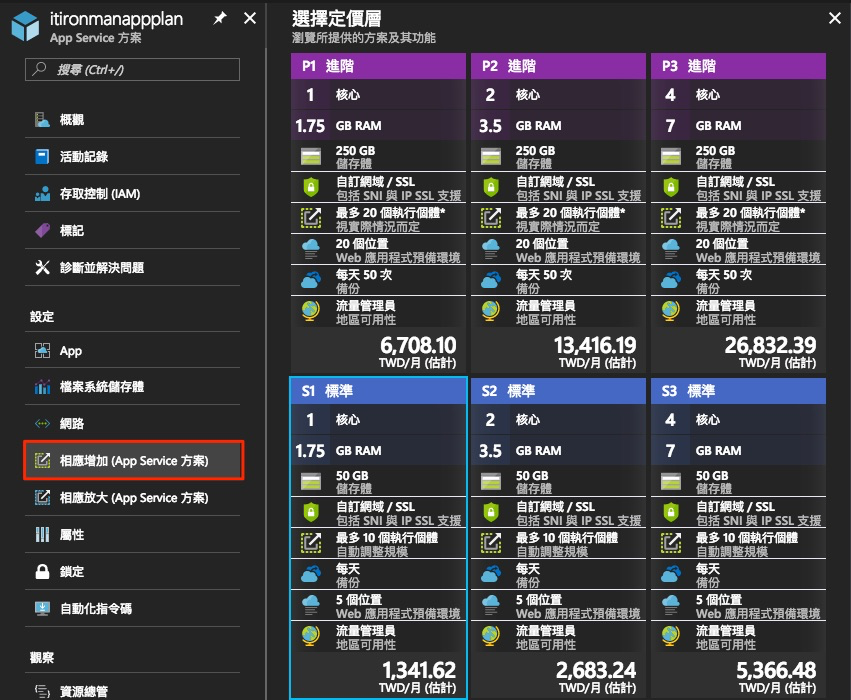 itironmanappplan
App Service 方案
搜尋 (Ctrl+/)
概觀
活動記錄
存取控制 (IAM)
標記
診斷並解決問題
設定
App
檔案系統儲存體
網路
相應增加 (App Service 方案)
相應放大 (App Service 方案)
屬性
鎖定
自動化指令碼
觀察
資源總管
選擇定價層
瀏覽所提供的方案及其功能
P1 進階
1 核心
1.75 GB RAM
250 GB
儲存體
自訂網域 / SSL
包括 SNI 與 IP SSL 支援
最多 20 個執行個體*
視實際情況而定
20 個位置
Web 應用程式預備環境
每天 50 次
備份
流量管理員
地區可用性
6,708.10
TWD/月 (估計)
P2 進階
2 核心
3.5 GB RAM
250 GB
儲存體
自訂網域 / SSL
包括 SNI 與 IP SSL 支援
最多 20 個執行個體*
視實際情況而定
20 個位置
Web 應用程式預備環境
每天 50 次
備份
流量管理員
地區可用性
13,416.19
TWD/月 (估計)
P3 進階
4 核心
7 GB RAM
250 GB
儲存體
自訂網域 / SSL
包括 SNI 與 IP SSL 支援
最多 20 個執行個體*
視實際情況而定
20 個位置
Web 應用程式預備環境
每天 50 次
備份
流量管理員
地區可用性
26,832.39
TWD/月 (估計)
S1 標準
1 核心
1.75 GB RAM
50 GB
儲存體
自訂網域 / SSL
包括 SNI 與 IP SSL 支援
最多 10 個執行個體
自動調整規模
每天
備份
5 個位置
Web 應用程式預備環境
流量管理員
地區可用性
1,341.62
TWD/月 (估計)
S2 標準
2 核心
3.5 GB RAM
50 GB
儲存體
自訂網域 / SSL
包括 SNI 與 IP SSL 支援
最多 10 個執行個體
自動調整規模
每天
備份
5 個位置
Web 應用程式預備環境
流量管理員
地區可用性
2,683.24
TWD/月 (估計)
S3 標準
4 核心
7 GB RAM
50 GB
儲存體
自訂網域 / SSL
包括 SNI 與 IP SSL 支援
最多 10 個執行個體
自動調整規模
每天
備份
5 個位置
Web 應用程式預備環境
流量管理員
地區可用性
5,366.48
TWD/月 (估計)